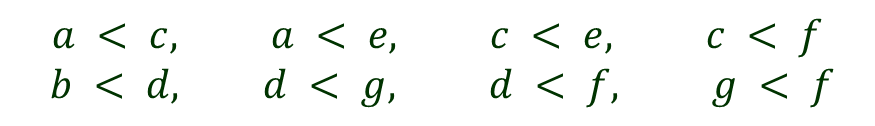 a < c, a < e, c < e, c < f
b < d, d < g, d < f, g < f